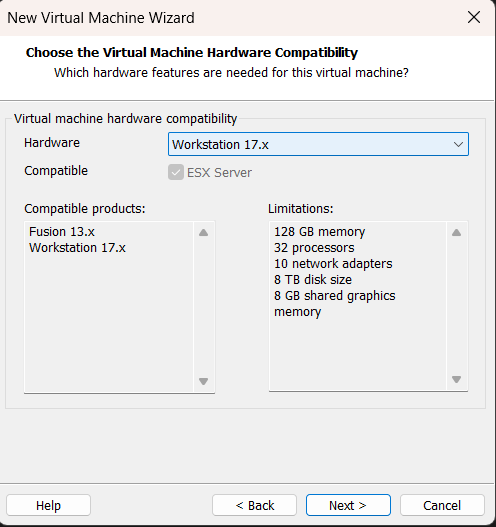 New Virtual Machine Wizard
Choose the Virtual Machine Hardware Compatibility
Which hardware features are needed for this virtual machine?
Virtual machine hardware compatibility
Hardware
Workstation 17.x
Compatible
ESX Server
Compatible products:
Fusion 13.x
Workstation 17.x
Limitations:
128 GB memory
32 processors
10 network adapters
8 TB disk size
8 GB shared graphics
memory
Help
< Back
Next >
Cancel